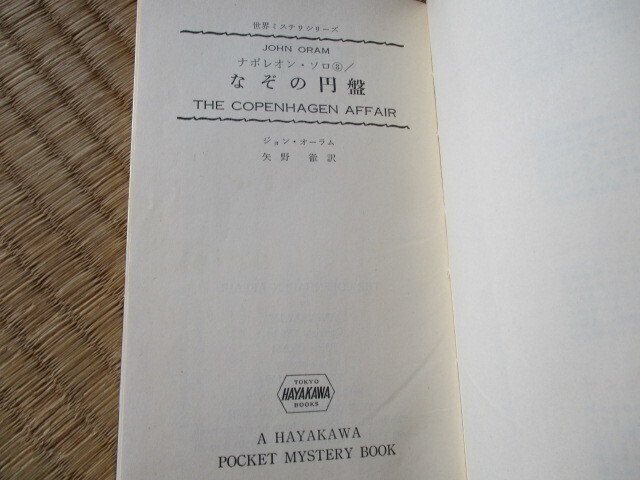 世界ミステリシリーズ
JOHN ORAM
ナポレオン・ソロ⑧/
なぞの円盤
THE COPENHAGEN AFFAIR
ジョン・オーラム
矢野 徹訳
TOKYO
HAYAKAWA
BOOKS
A HAYAKAWA
POCKET MYSTERY BOOK